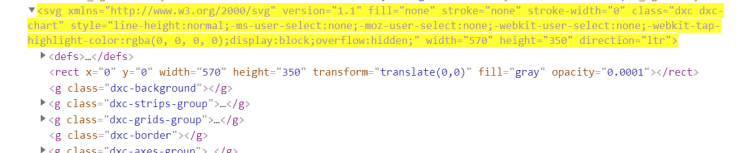 ▼<svg xmlns="http://www.w3.org/2000/svg" version="1.1" fill="none" stroke="none" stroke-width="0" class="dxc dxc-
chart" style="line-height:normal;-ms-user-select:none;-moz-user-select:none;-webkit-user-select:none;-webkit-tap-
highlight-color:rgba(0, 0, 0, 0);display:block;overflow:hidden;" width="570" height="350" direction="ltr">
▶<defs>…</defs>
<rect x="0" y="0" width="570" height="350" transform="translate(0,0)" fill="gray" opacity="0.0001"></rect>
<g class="dxc-background"></g>
▶<g class="dxc-strips-group">…</g>
▶<g class="dxc-grids-group">…</g>
<g class="dxc-border"></g>
▶<g class="dxc-axes-group">…</g>